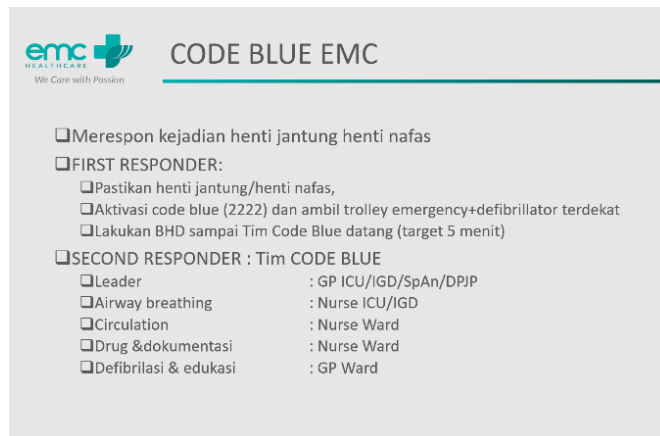 emc
HEALTHCARE
We Care with Passion
CODE BLUE EMC
❑Merespon kejadian henti jantung henti nafas
❑FIRST RESPONDER:
❑Pastikan henti jantung/henti nafas,
❑Aktivasi code blue (2222) dan ambil trolley emergency+defibrillator terdekat
❑Lakukan BHD sampai Tim Code Blue datang (target 5 menit)
❑SECOND RESPONDER : Tim CODE BLUE
❑Leader : GP ICU/IGD/SpAn/DPJP
❑Airway breathing : Nurse ICU/IGD
❑Circulation : Nurse Ward
❑Drug &dokumentasi : Nurse Ward
❑Defibrilasi & edukasi : GP Ward